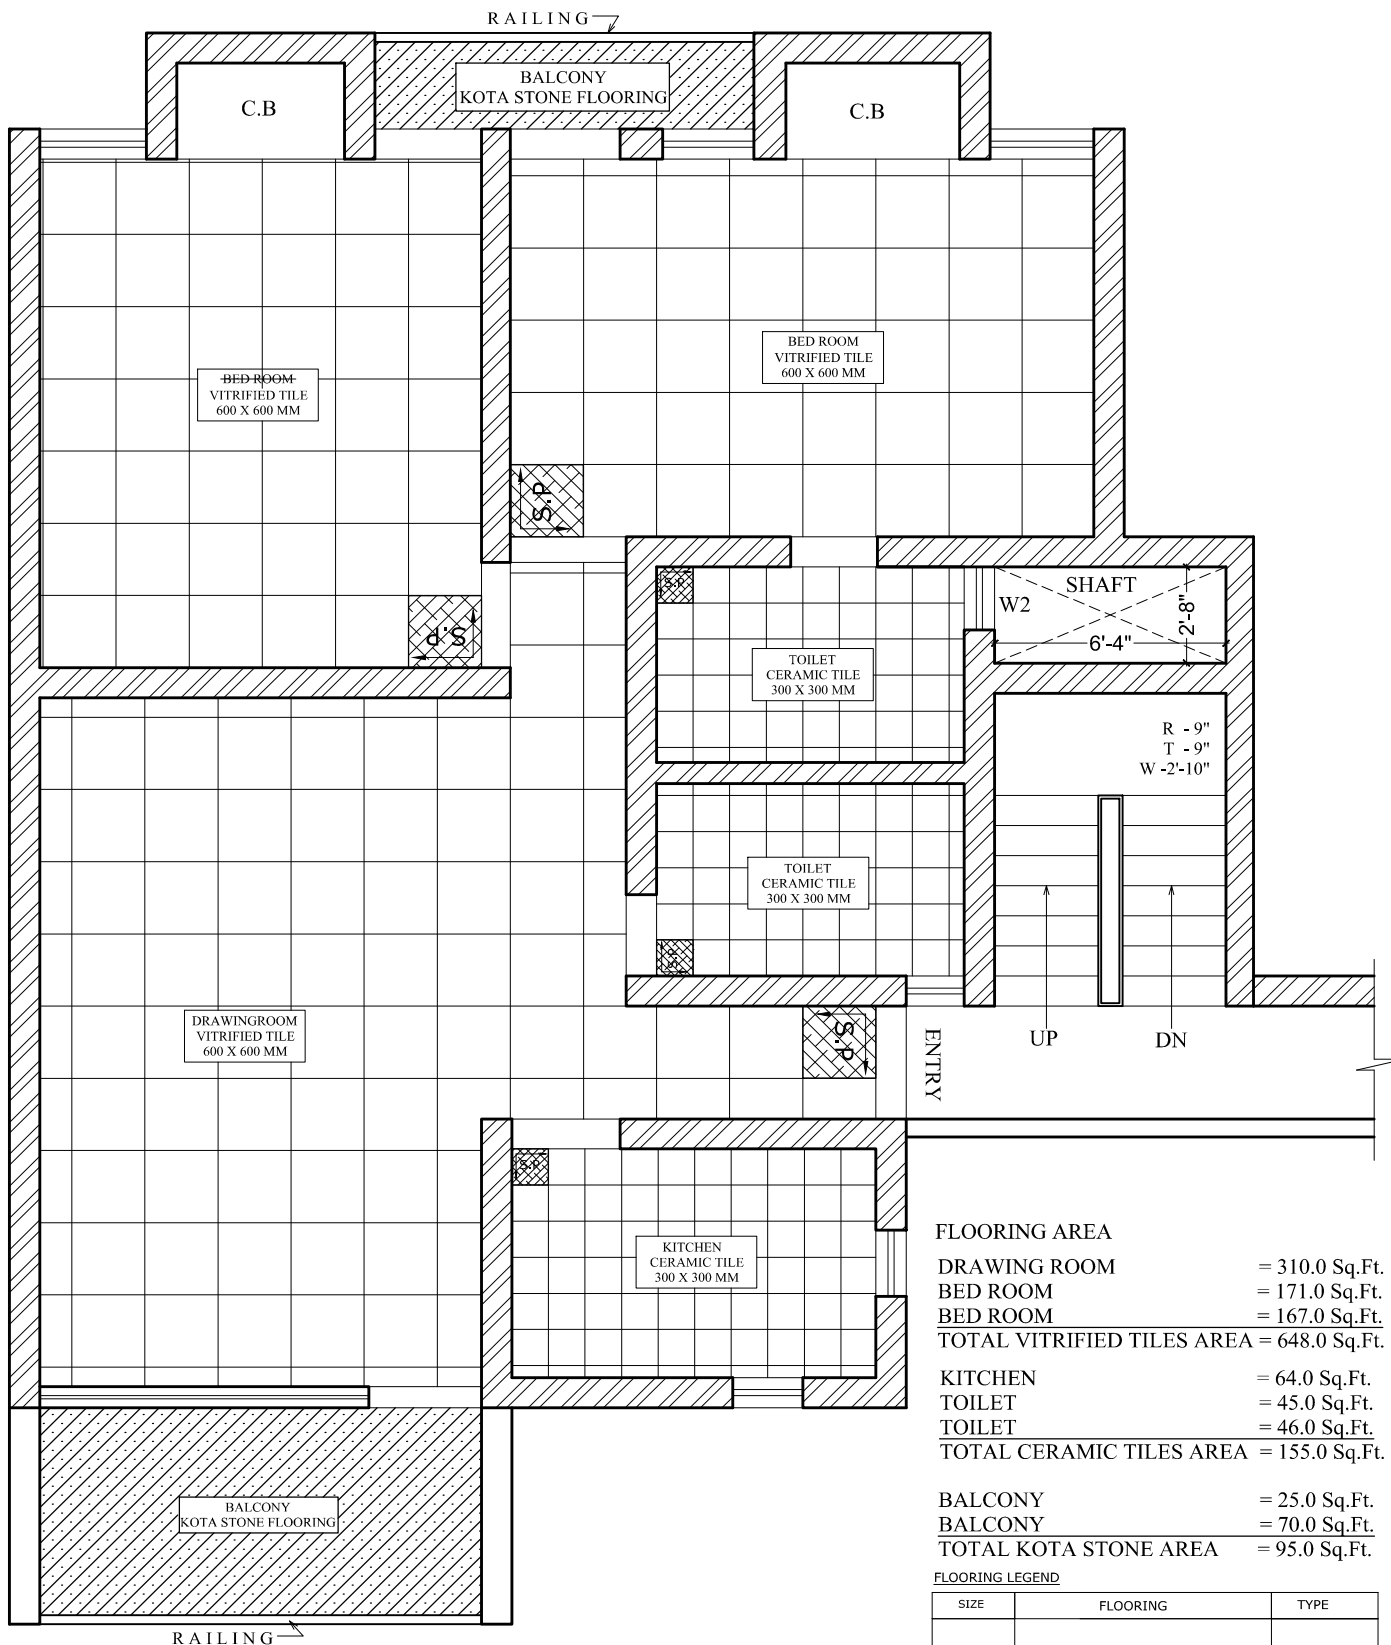 RAILING
BALCONY
KOTA STONE FLOORING
C.B
C.B
BED ROOM
VITRIFIED TILE
600 X 600 MM
BED ROOM
VITRIFIED TILE
600 X 600 MM
S.P
S.P
S.P
W2
SHAFT
6'-4"
2'-8"
TOILET
CERAMIC TILE
300 X 300 MM
R - 9"
T - 9"
W -2'-10"
TOILET
CERAMIC TILE
300 X 300 MM
S.P
DRAWINGROOM
VITRIFIED TILE
600 X 600 MM
S.P
ENTRY
UP
DN
S.P
KITCHEN
CERAMIC TILE
300 X 300 MM
BALCONY
KOTA STONE FLOORING
RAILING
FLOORING AREA
DRAWING ROOM = 310.0 Sq.Ft.
BED ROOM = 171.0 Sq.Ft.
BED ROOM = 167.0 Sq.Ft.
TOTAL VITRIFIED TILES AREA = 648.0 Sq.Ft.
KITCHEN = 64.0 Sq.Ft.
TOILET = 45.0 Sq.Ft.
TOILET = 46.0 Sq.Ft.
TOTAL CERAMIC TILES AREA = 155.0 Sq.Ft.
BALCONY = 25.0 Sq.Ft.
BALCONY = 70.0 Sq.Ft.
TOTAL KOTA STONE AREA = 95.0 Sq.Ft.
FLOORING LEGEND
SIZE FLOORING TYPE